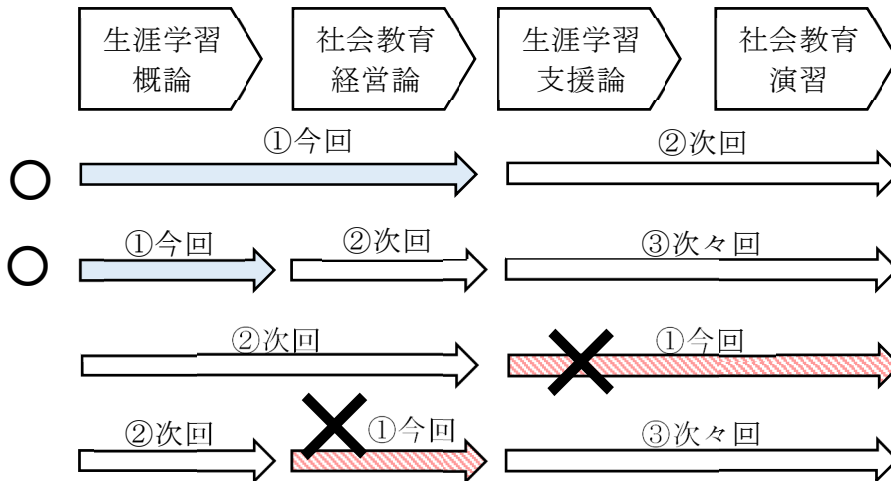 生涯学習
概論
社会教育
経営論
生涯学習
支援論
社会教育
演習
①今回
②次回
①今回
②次回
③次々回
②次回
①今回
②次回
①今回
③次々回